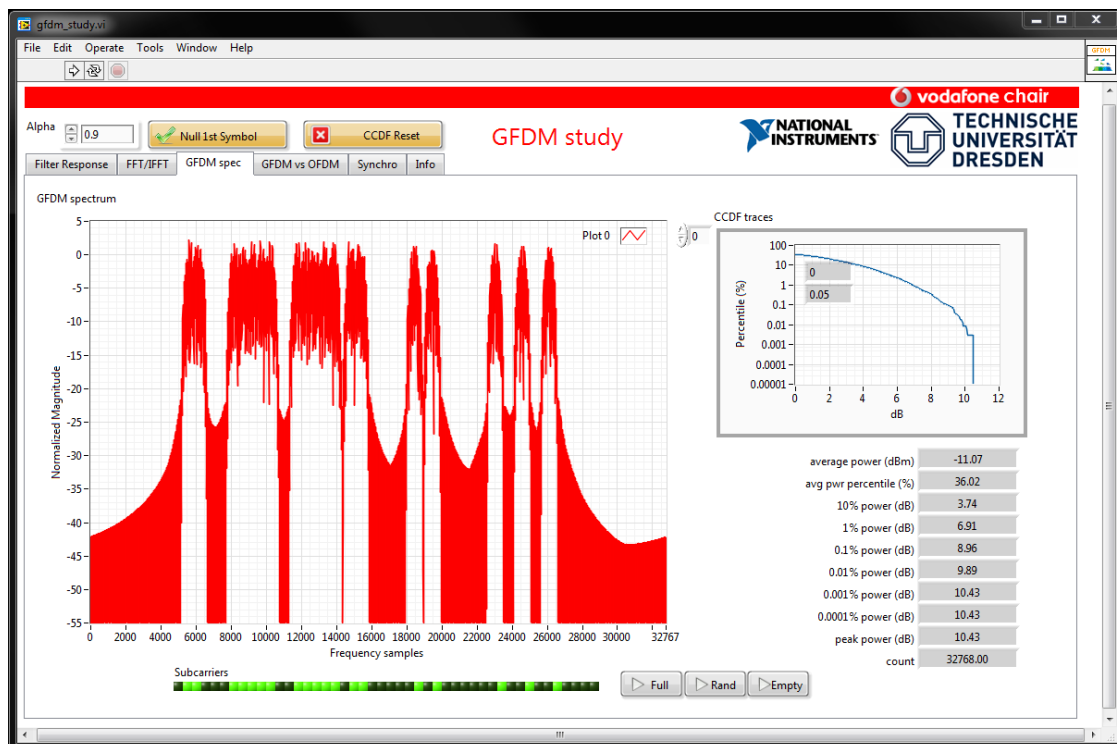 gfdm_study.vi
File Edit Operate Tools Window Help
GFDM
vodafone chair
Alpha 0.9 Null 1st Symbol CCDF Reset GFDM study
NATIONAL INSTRUMENTS
TECHNISCHE
UNIVERSITÄT
DRESDEN
Filter Response FFT/IFFT GFDM spec GFDM vs OFDM Synchro Info
GFDM spectrum
Normalized Magnitude
5
0
-5
-10
-15
-20
-25
-30
-35
-40
-45
-50
-55
0 2000 4000 6000 8000 10000 12000 14000 16000 18000 20000 22000 24000 26000 28000 30000 32767
Frequency samples
Plot 0
0
CCDF traces
Percentile (%)
100
10
1
0.1
0.01
0.001
0.0001
0.00001
0
0.05
0 2 4 6 8 10 12
dB
average power (dBm) -11.07
avg pwr percentile (%) 36.02
10% power (dB) 3.74
1% power (dB) 6.91
0.1% power (dB) 8.96
0.01% power (dB) 9.89
0.001% power (dB) 10.43
0.0001% power (dB) 10.43
peak power (dB) 10.43
count 32768.00
Subcarriers
Full Rand Empty